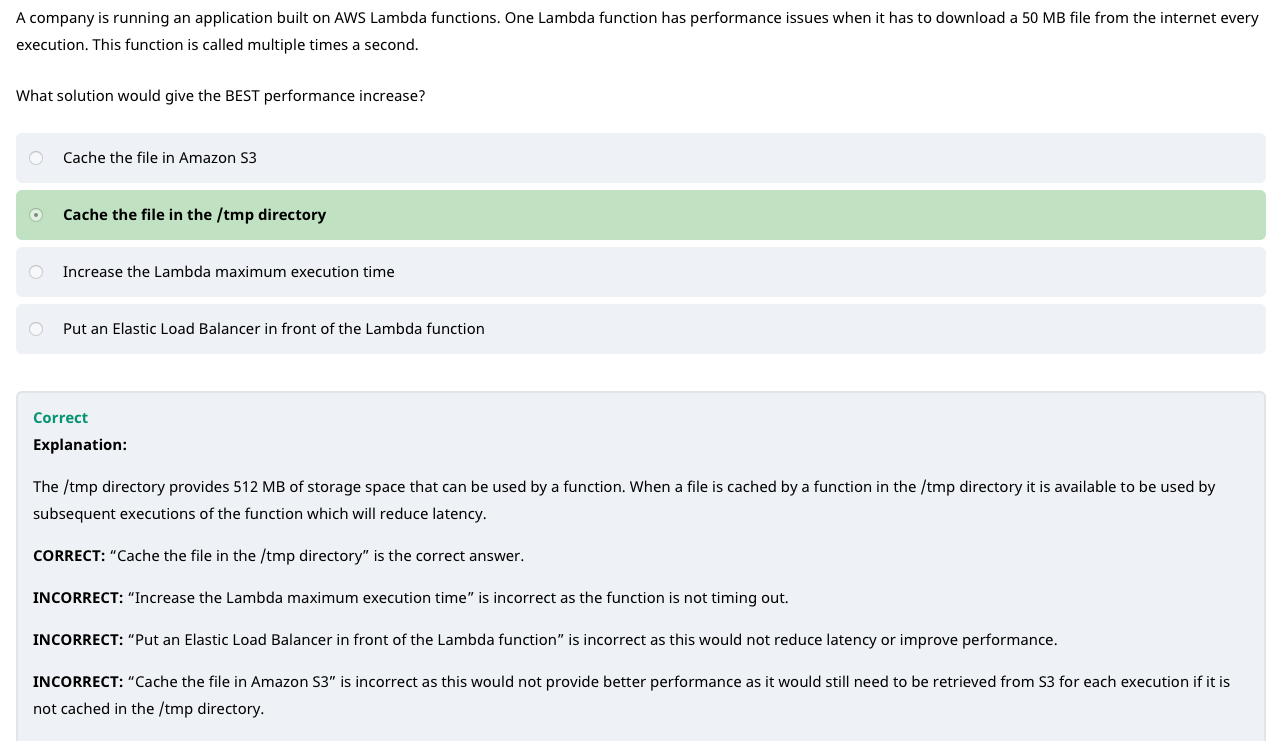 A company is running an application built on AWS Lambda functions. One Lambda function has performance issues when it has to download a 50 MB file from the internet every
execution. This function is called multiple times a second.
What solution would give the BEST performance increase?
Cache the file in Amazon S3
Cache the file in the /tmp directory
Increase the Lambda maximum execution time
Put an Elastic Load Balancer in front of the Lambda function
Correct
Explanation:
The /tmp directory provides 512 MB of storage space that can be used by a function. When a file is cached by a function in the /tmp directory it is available to be used by
subsequent executions of the function which will reduce latency.
CORRECT: “Cache the file in the /tmp directory” is the correct answer.
INCORRECT: “Increase the Lambda maximum execution time” is incorrect as the function is not timing out.
INCORRECT: “Put an Elastic Load Balancer in front of the Lambda function” is incorrect as this would not reduce latency or improve performance.
INCORRECT: “Cache the file in Amazon S3” is incorrect as this would not provide better performance as it would still need to be retrieved from S3 for each execution if it is
not cached in the /tmp directory.